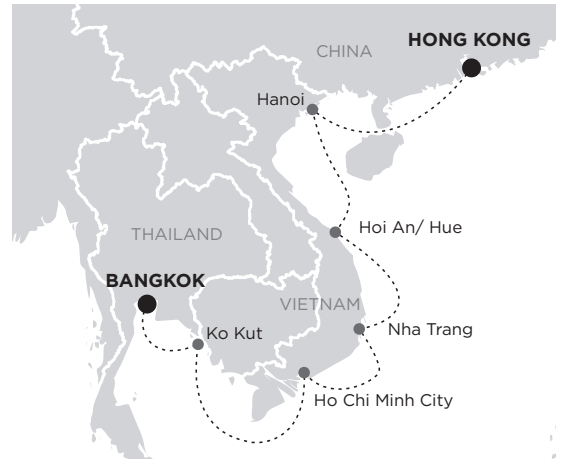 HONG KONG
CHINA
Hanoi
Hoi An/ Hue
THAILAND
BANGKOK
VIETNAM
Nha Trang
Ko Kut
Ho Chi Minh City